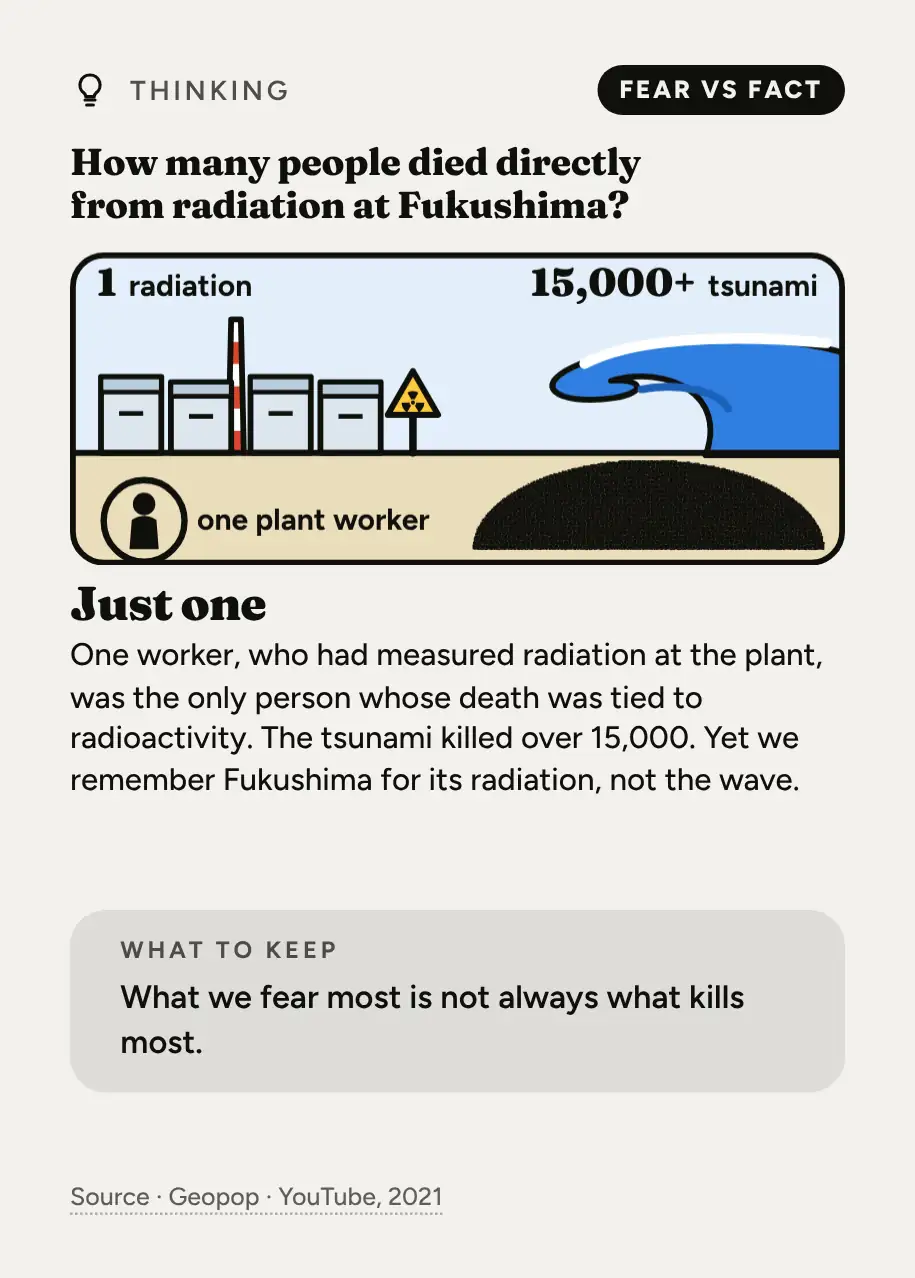 THINKING
FEAR VS FACT
How many people died directly
from radiation at Fukushima?
1 radiation
15,000+ tsunami
one plant worker
Just one
One worker, who had measured radiation at the plant,
was the only person whose death was tied to
radioactivity. The tsunami killed over 15,000. Yet we
remember Fukushima for its radiation, not the wave.
WHAT TO KEEP
What we fear most is not always what kills
most.
Source · Geopop · YouTube, 2021